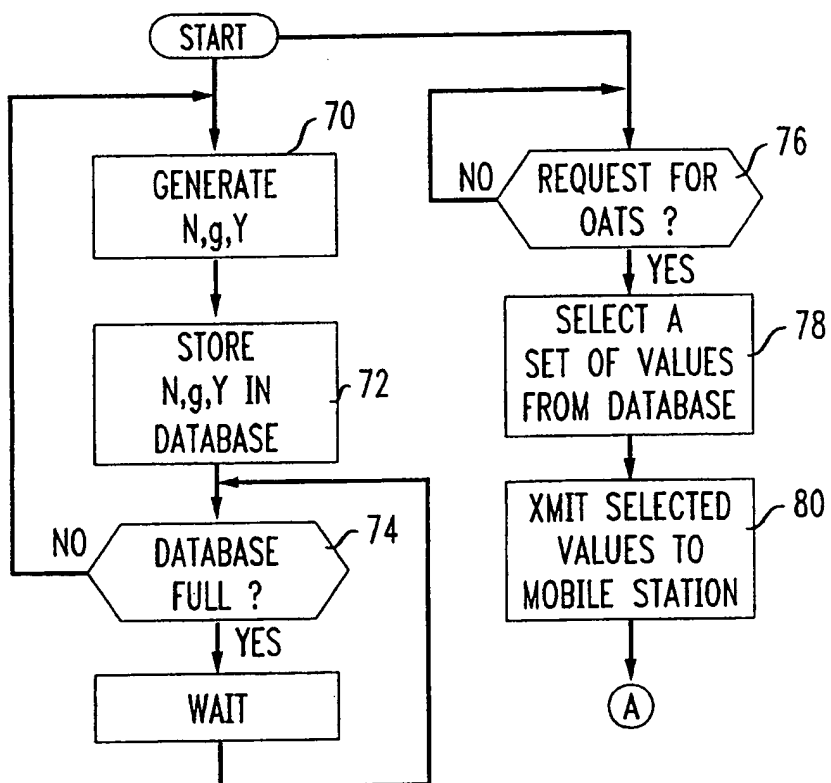 START
70
GENERATE
N,g,Y
STORE
N,g,Y IN
DATABASE
72
NO
DATABASE
FULL ?
74
YES
WAIT
NO
REQUEST FOR
OATS ?
76
YES
SELECT A
SET OF VALUES
FROM DATABASE
78
XMIT SELECTED
VALUES TO
MOBILE STATION
80
A